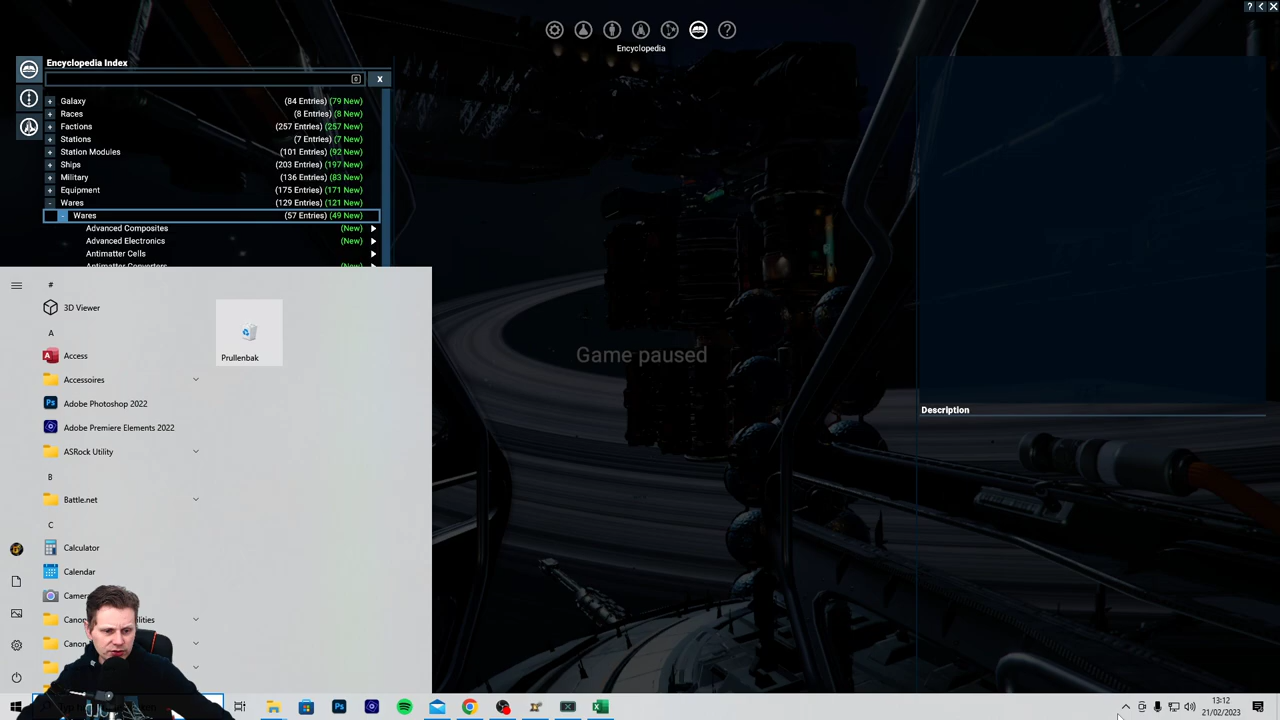 Encyclopedia
Encyclopedia Index
Galaxy (84 Entries) (79 New)
Races (8 Entries) (8 New)
Factions (257 Entries) (257 New)
Stations (7 Entries) (7 New)
Station Modules (101 Entries) (92 New)
Ships (203 Entries) (197 New)
Military (136 Entries) (83 New)
Equipment (175 Entries) (171 New)
Wares (129 Entries) (121 New)
Wares (57 Entries) (49 New)
Advanced Composites (New)
Advanced Electronics (New)
Antimatter Cells
Antimatter Converters (New)
#
3D Viewer
Prullenbak
A
Access
Accessoires
Adobe Photoshop 2022
Adobe Premiere Elements 2022
ASRock Utility
B
Battle.net
C
Calculator
Calendar
Game paused
Description
13:12
21/02/2023